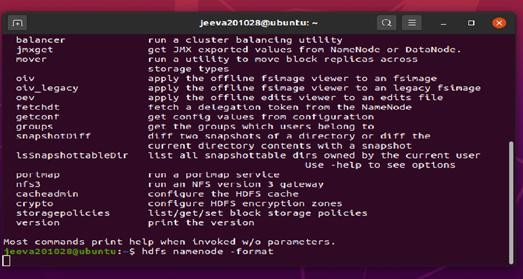 jeeva201028@ubuntu: ~
balancer run a cluster balancing utility
jmxget get JMX exported values from NameNode or DataNode.
mover run a utility to move block replicas across
storage types
oiv apply the offline fsimage viewer to an fsimage
oiv_legacy apply the offline fsimage viewer to an legacy fsimage
oev apply the offline edits viewer to an edits file
fetchdt fetch a delegation token from the NameNode
getconf get config values from configuration
groups get the groups which users belong to
snapshotDiff diff two snapshots of a directory or diff the
current directory contents with a snapshot
lsSnapshottableDir list all snapshottable dirs owned by the current user
Use -help to see options
portmap run a portmap service
nfs3 run an NFS version 3 gateway
cacheadmin configure the HDFS cache
crypto configure HDFS encryption zones
storagepolicies list/get/set block storage policies
version print the version
Most commands print help when invoked w/o parameters.
jeeva201028@ubuntu:~$ hdfs namenode -format